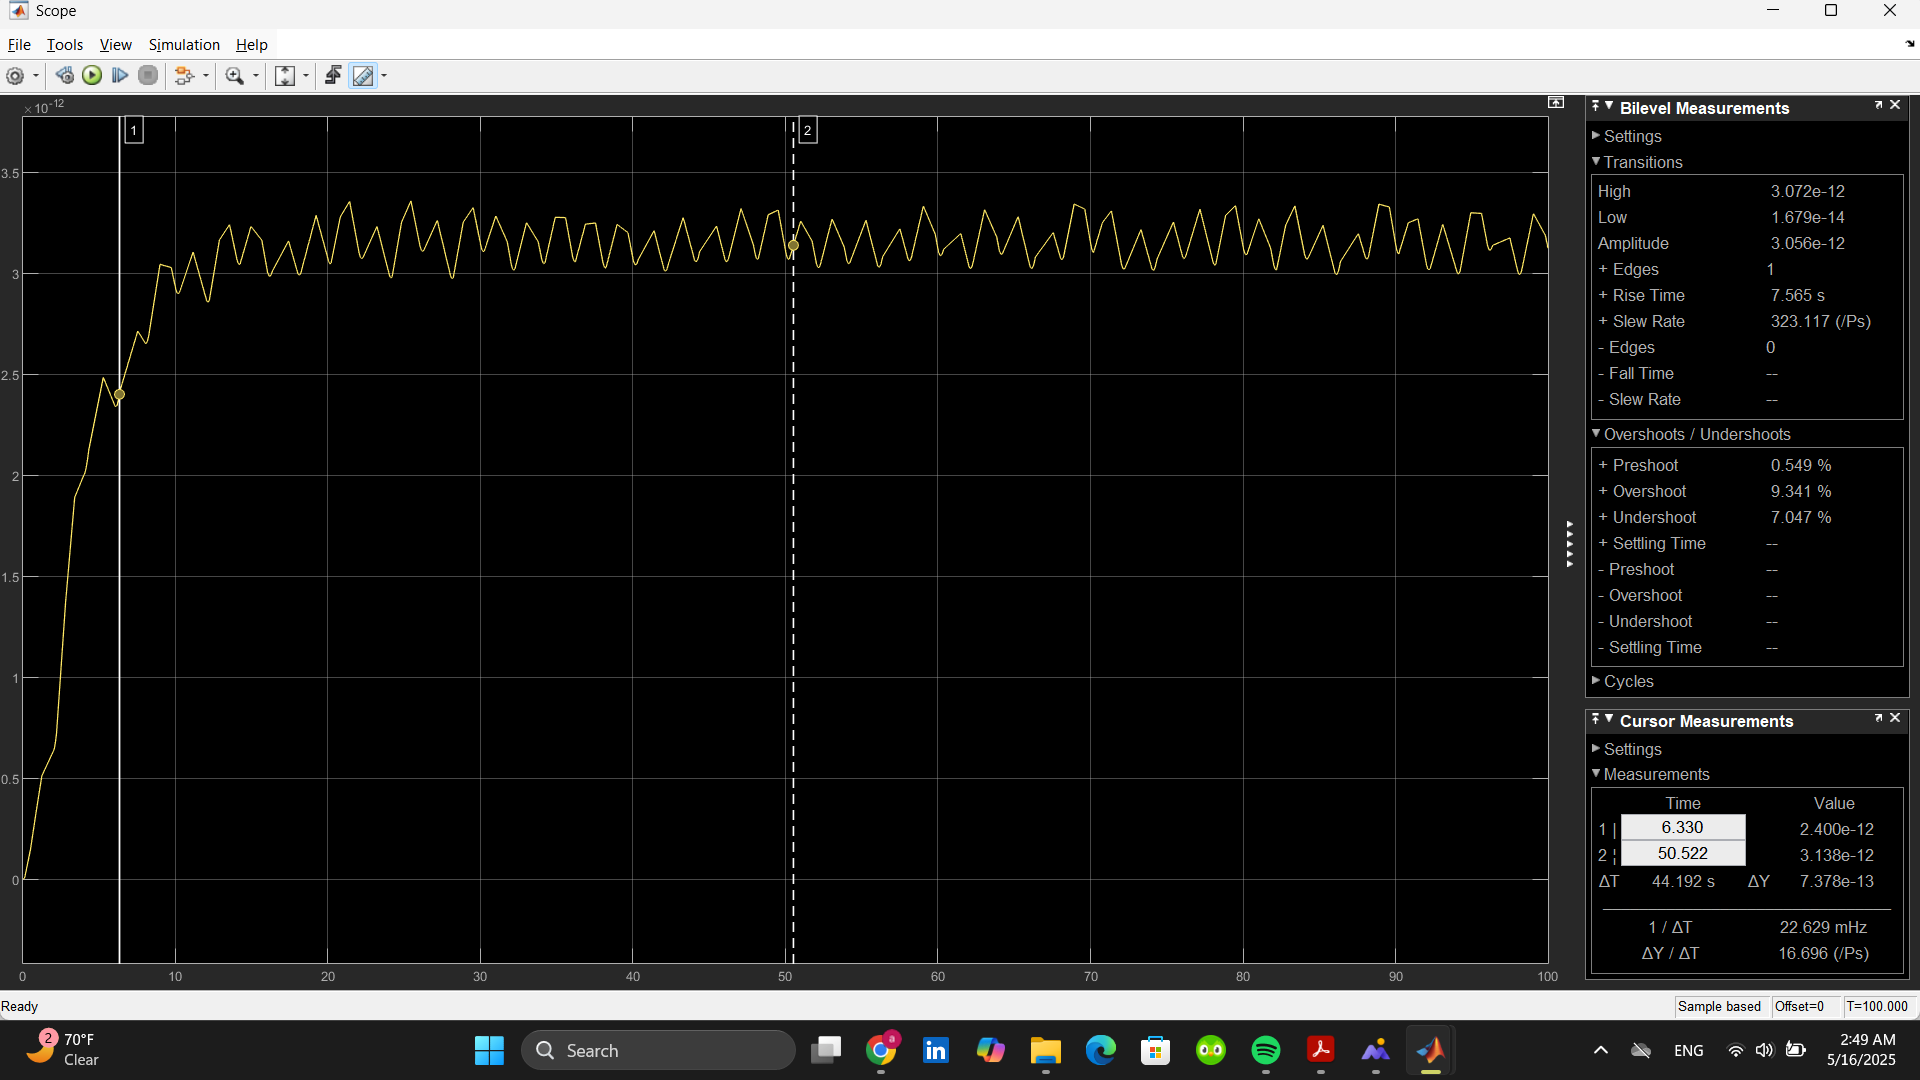 Scope
File Tools View Simulation Help
×10-12
1
2
3.5
3
2.5
2
1.5
1
0.5
0
0 10 20 30 40 50 60 70 80 90 100
Bilevel Measurements
Settings
Transitions
High 3.072e-12
Low 1.679e-14
Amplitude 3.056e-12
+ Edges 1
+ Rise Time 7.565 s
+ Slew Rate 323.117 (/Ps)
- Edges 0
- Fall Time --
- Slew Rate --
Overshoots / Undershoots
+ Preshoot 0.549 %
+ Overshoot 9.341 %
+ Undershoot 7.047 %
+ Settling Time --
- Preshoot --
- Overshoot --
- Undershoot --
- Settling Time --
Cycles
Cursor Measurements
Settings
Measurements
Time Value
1 | 6.330 2.400e-12
2 ¦ 50.522 3.138e-12
ΔT 44.192 s ΔY 7.378e-13
1 / ΔT 22.629 mHz
ΔY / ΔT 16.696 (/Ps)
Ready
Sample based Offset=0 T=100.000
2
70°F
Clear
Search
a
in
ENG
2:49 AM
5/16/2025